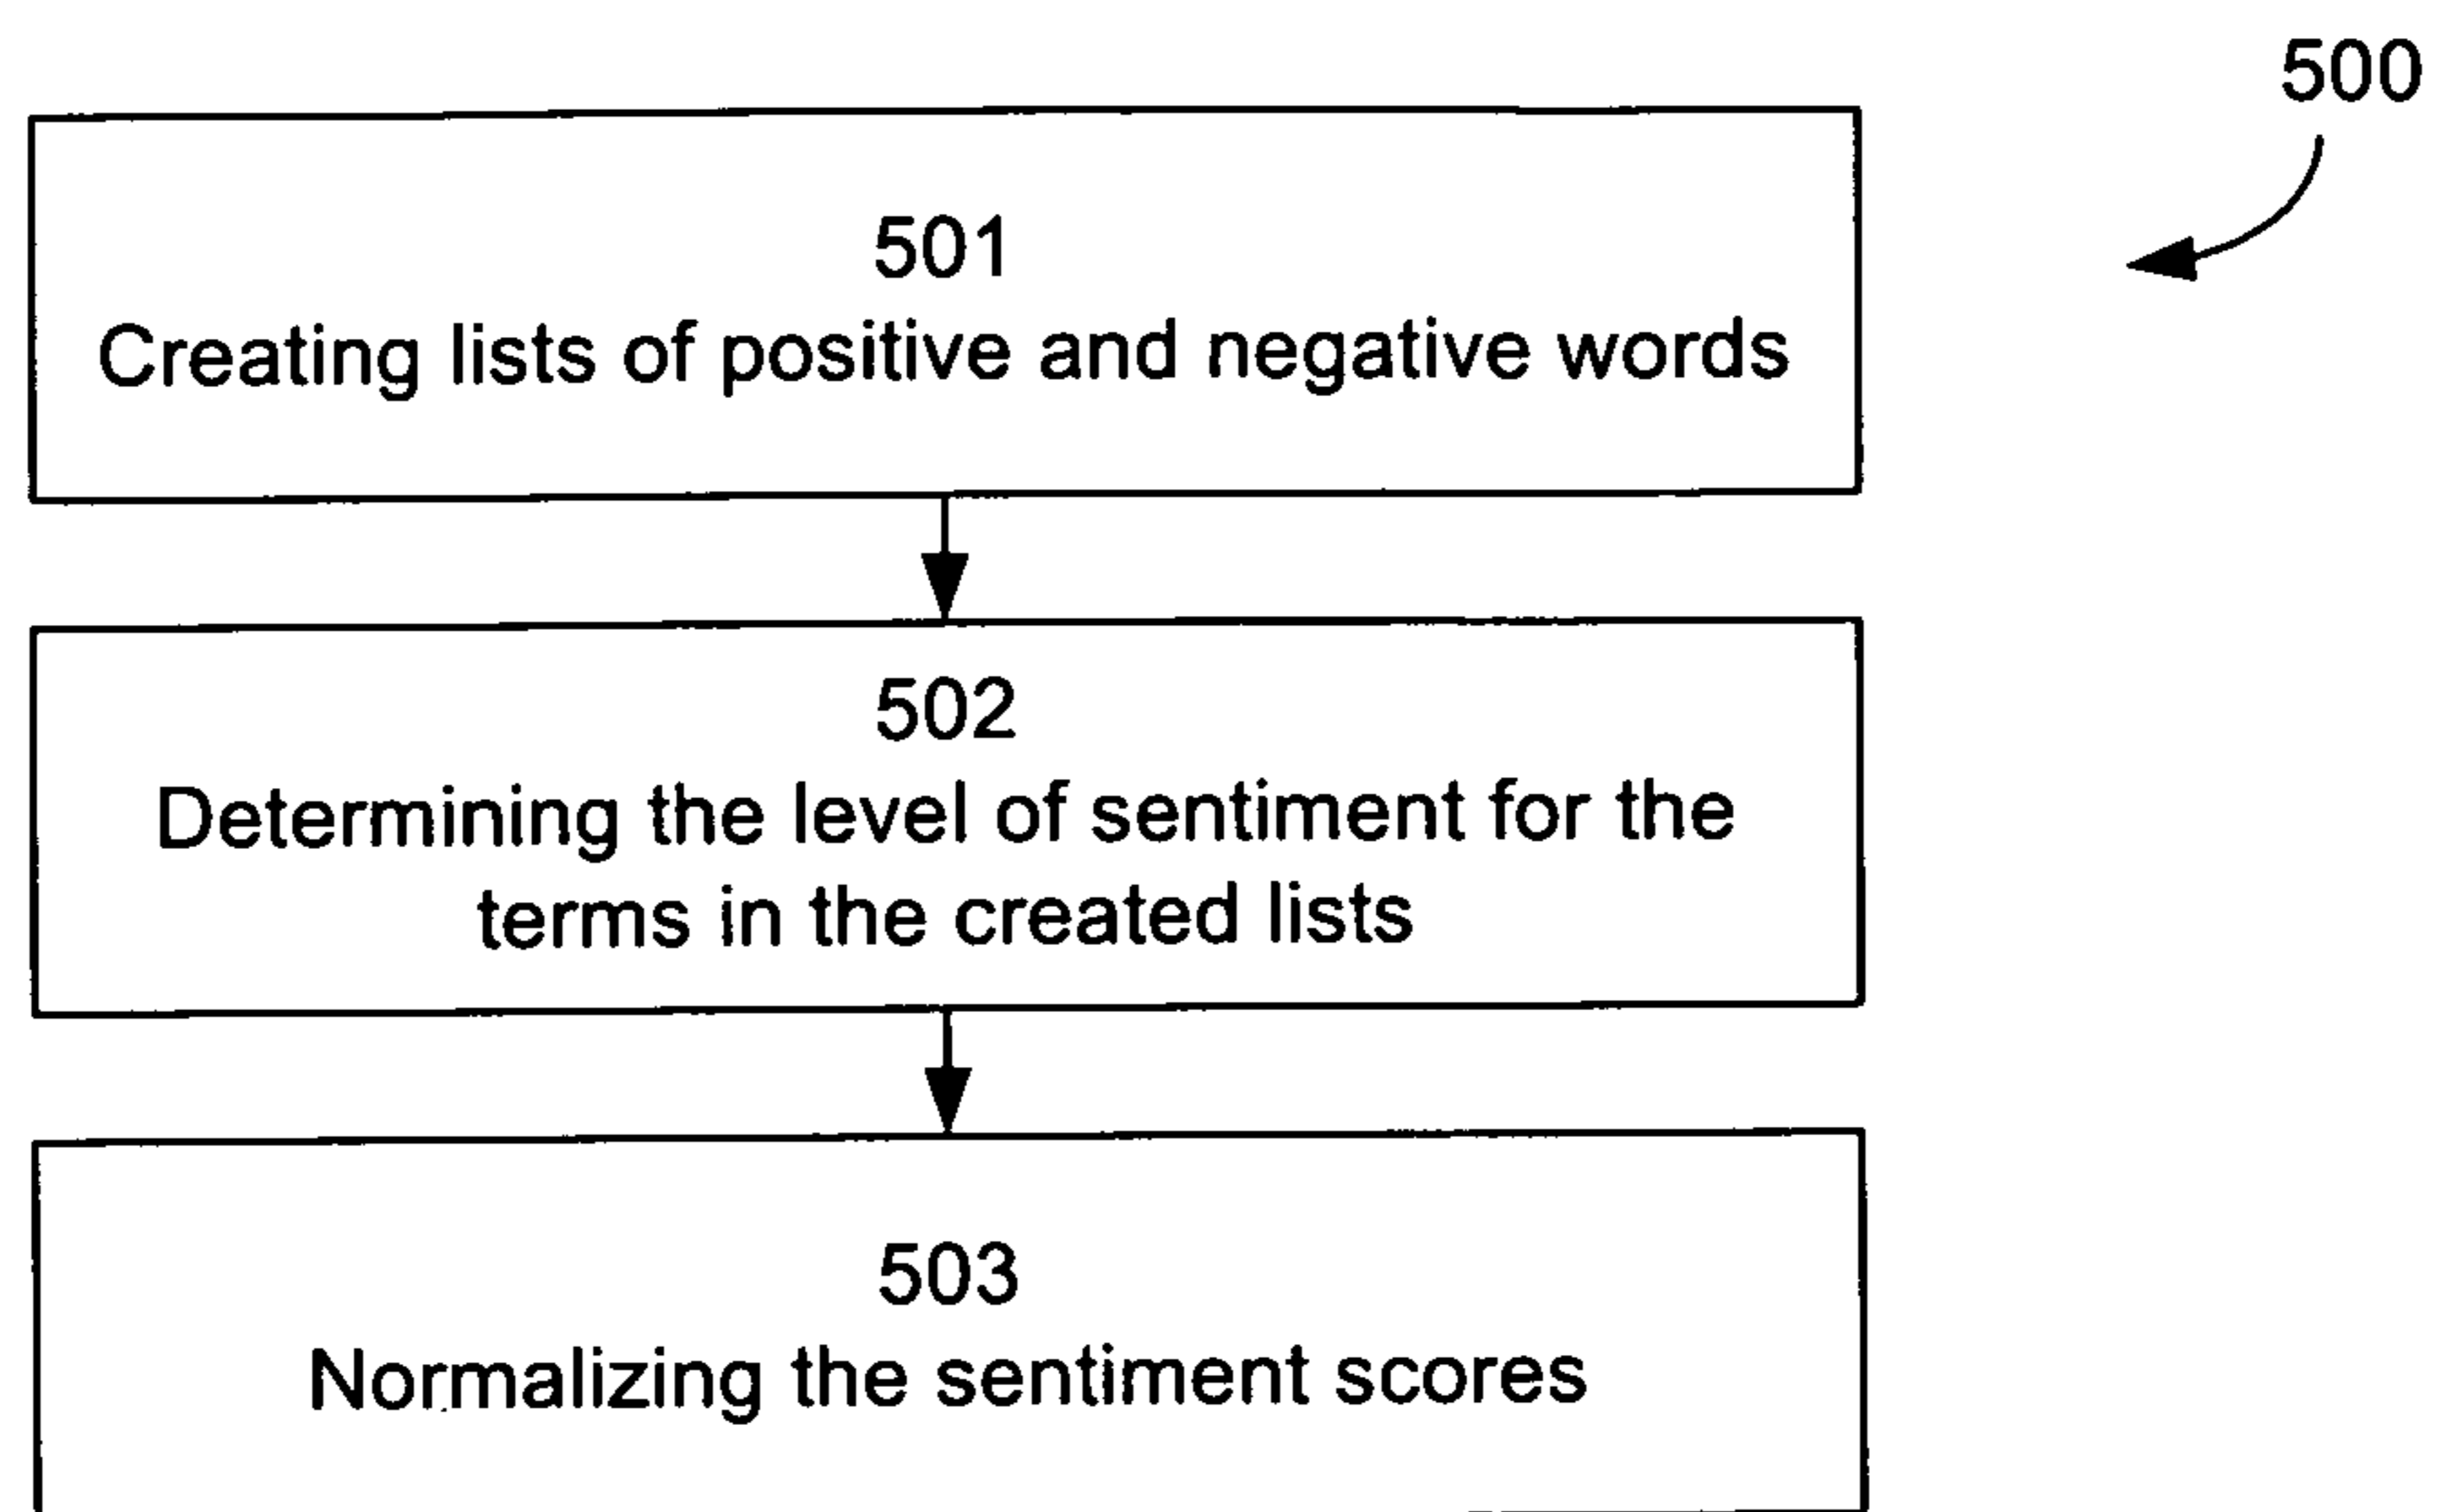 500
501
Creating lists of positive and negative words
502
Determining the level of sentiment for the
terms in the created lists
503
Normalizing the sentiment scores